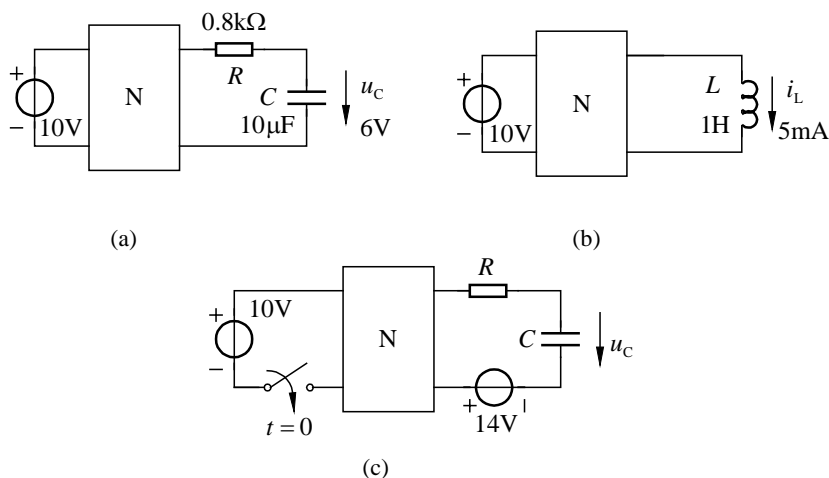 0.8kΩ
+ N R C u_C
− 10V 10μF 6V
(a)
+ N L i_L
− 10V 1H 5mA
(b)
R
+ 10V N C u_C
−
t = 0 + 14V −
(c)